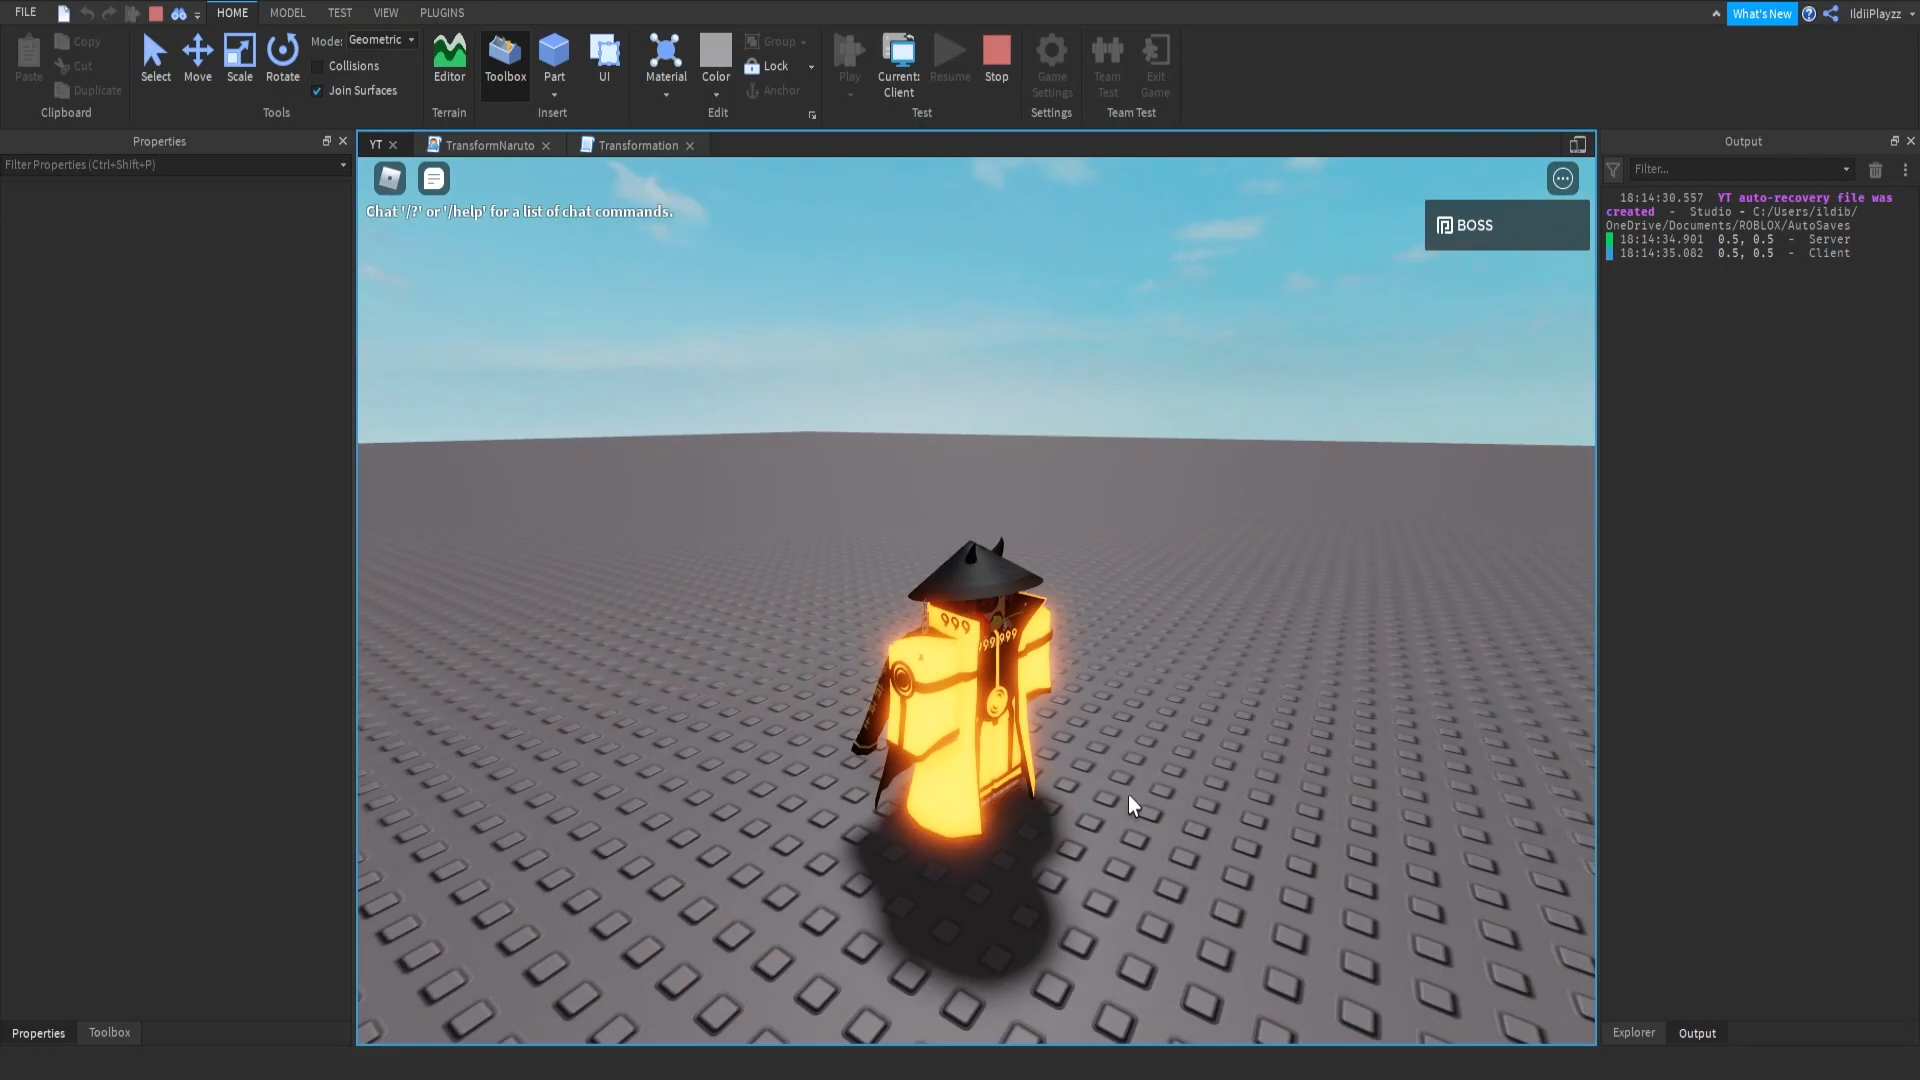 FILE HOME MODEL TEST VIEW PLUGINS What's New IldiiPlayzz
Paste Copy Cut Duplicate
Clipboard
Select Move Scale Rotate
Mode: Geometric
Collisions
Join Surfaces
Tools
Editor
Terrain
Toolbox Part UI
Insert
Material Color Group Lock Anchor
Edit
Play Current: Client Resume Stop
Test
Game Settings
Settings
Team Test Exit Game
Team Test
Properties
Filter Properties (Ctrl+Shift+P)
YT TransformNaruto Transformation
Chat '/?' or '/help' for a list of chat commands.
BOSS
999
Output
Filter...
18:14:30.557 YT auto-recovery file was
created - Studio - C:/Users/ildib/
OneDrive/Documents/ROBLOX/AutoSaves
18:14:34.901 0.5, 0.5 - Server
18:14:35.082 0.5, 0.5 - Client
Properties Toolbox
Explorer Output